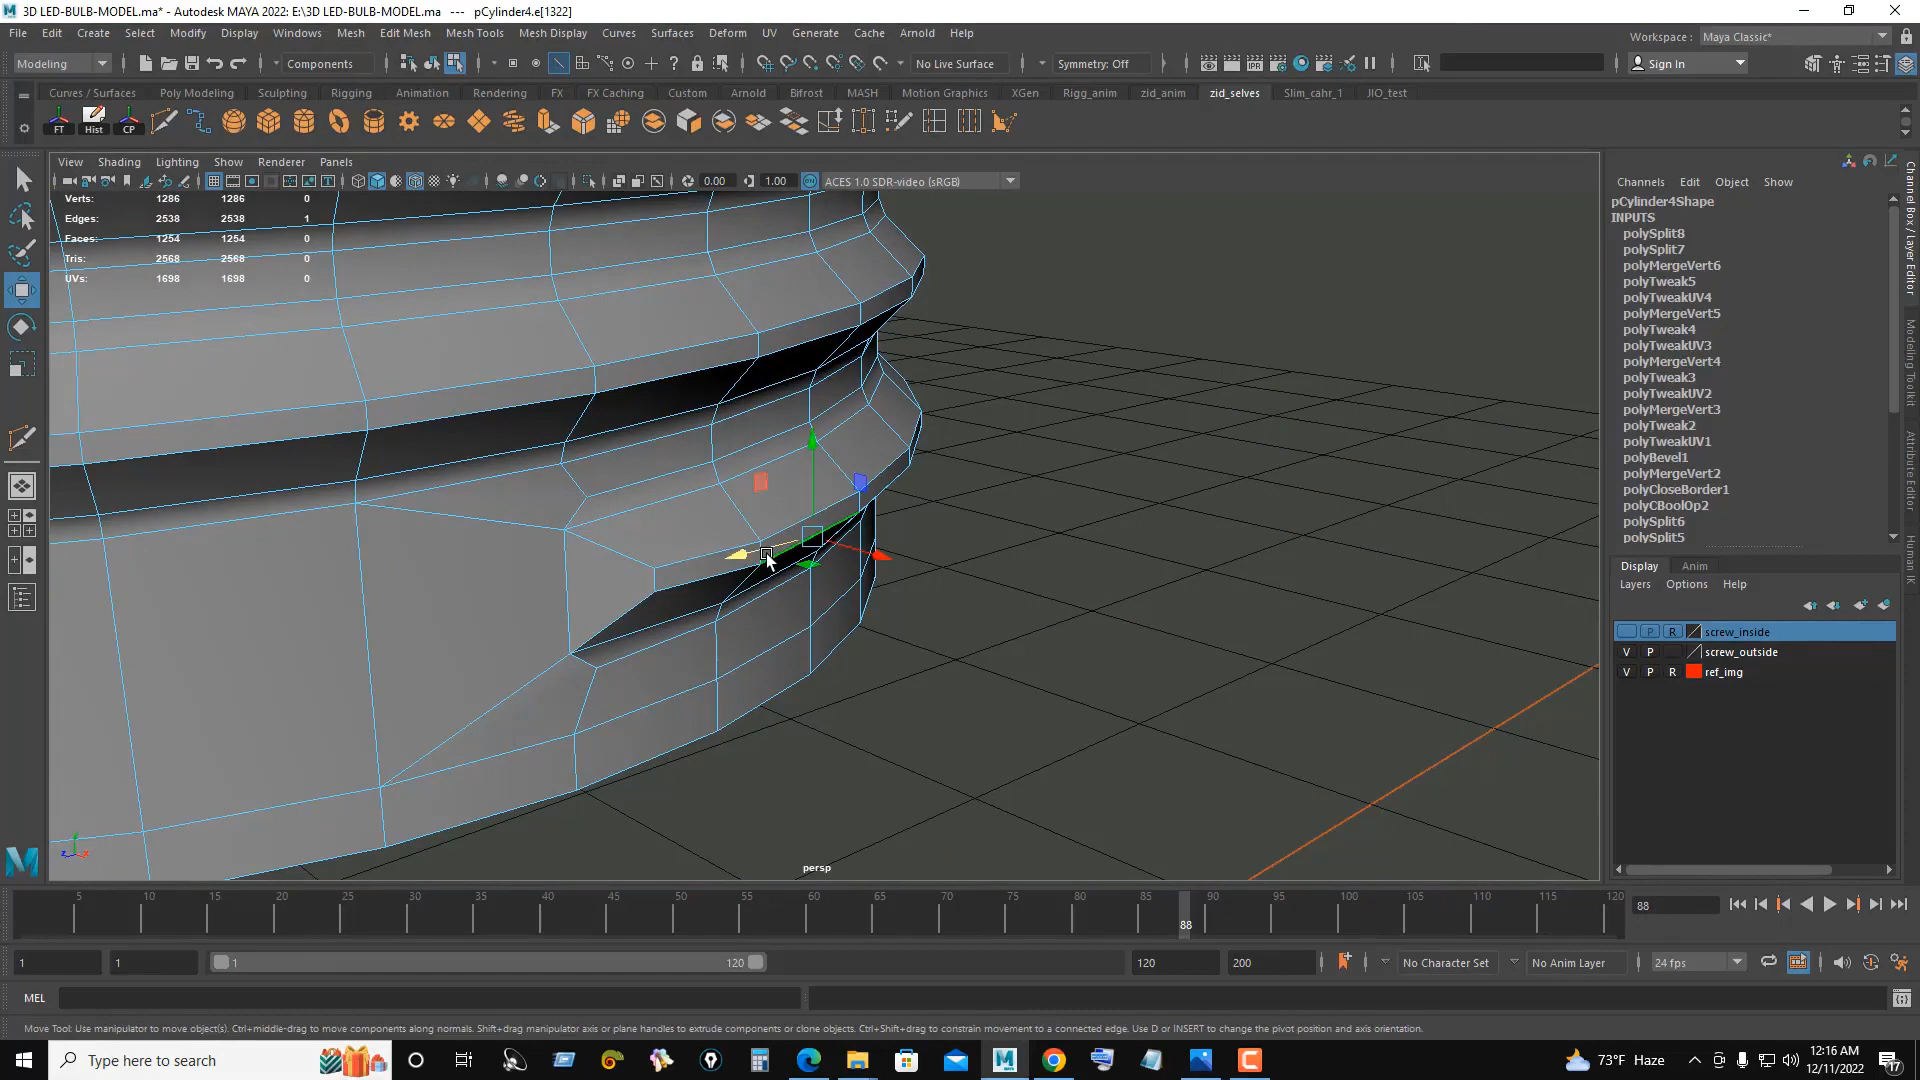 3D LED-BULB-MODEL.ma* - Autodesk MAYA 2022: E:\3D LED-BULB-MODEL.ma   ---   pCylinder4.e[1322]
File Edit Create Select Modify Display Windows Mesh Edit Mesh Mesh Tools Mesh Display Curves Surfaces Deform UV Generate Cache Arnold Help
Workspace : Maya Classic*
Modeling Components No Live Surface Symmetry: Off Sign In
Curves / Surfaces Poly Modeling Sculpting Rigging Animation Rendering FX FX Caching Custom Arnold Bifrost MASH Motion Graphics XGen Rigg_anim zid_anim zid_selves Slim_cahr_1 JIO_test
FT Hist CP
View Shading Lighting Show Renderer Panels
0.00 1.00 ACES 1.0 SDR-video (sRGB)
Verts: 1286 1286 0
Edges: 2538 2538 1
Faces: 1254 1254 0
Tris: 2568 2568 0
UVs: 1698 1698 0
persp
Channels Edit Object Show
pCylinder4Shape
INPUTS
polySplit8
polySplit7
polyMergeVert6
polyTweak5
polyTweakUV4
polyMergeVert5
polyTweak4
polyTweakUV3
polyMergeVert4
polyTweak3
polyTweakUV2
polyMergeVert3
polyTweak2
polyTweakUV1
polyBevel1
polyMergeVert2
polyCloseBorder1
polyCBoolOp2
polySplit6
polySplit5
Channel Box / Layer Editor
Modeling Toolkit
Attribute Editor
Human IK
Display Anim
Layers Options Help
P R screw_inside
V P screw_outside
V P R ref_img
5 10 15 20 25 30 35 40 45 50 55 60 65 70 75 80 85 88 90 95 100 105 110 115 120
88
1 1 1 120 120 200 No Character Set No Anim Layer 24 fps
MEL
Move Tool: Use manipulator to move object(s). Ctrl+middle-drag to move components along normals. Shift+drag manipulator axis or plane handles to extrude components or clone objects. Ctrl+Shift+drag to constrain movement to a connected edge. Use D or INSERT to change the pivot position and axis orientation.
Type here to search
73°F Haze
12:16 AM
12/11/2022
17